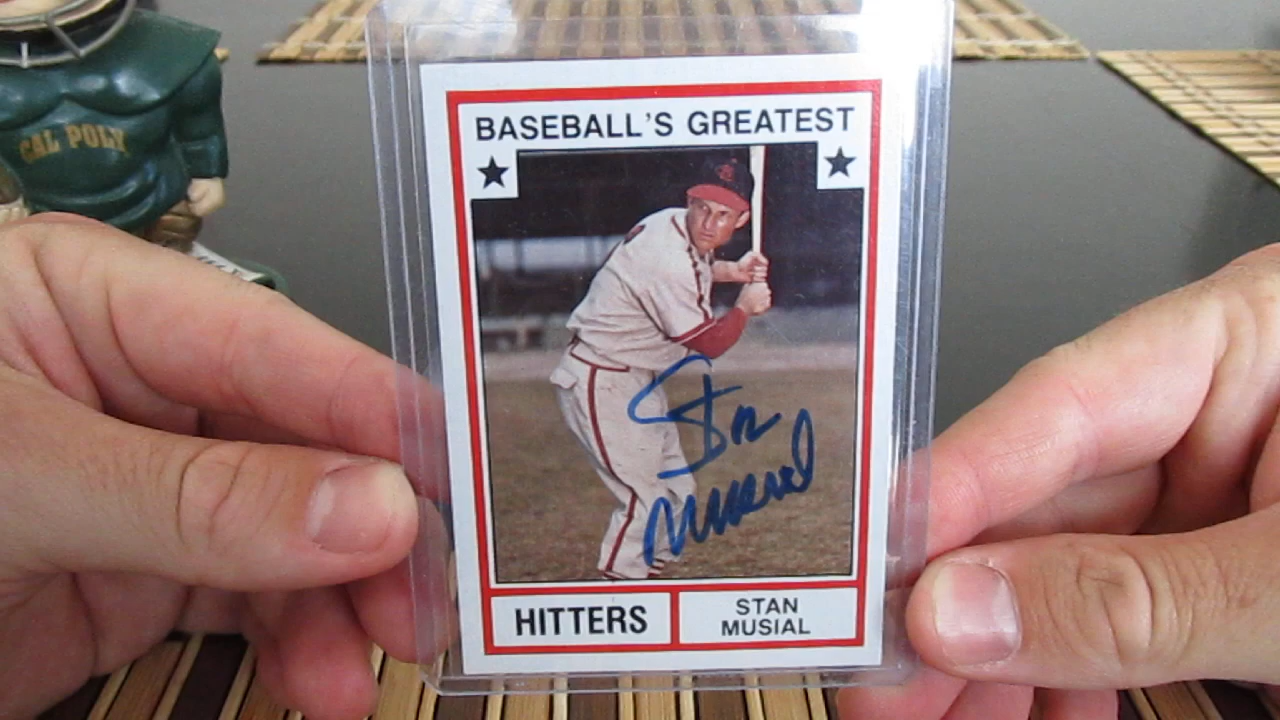 CAL POLY
BASEBALL'S GREATEST
Stan
Musial
HITTERS
STAN
MUSIAL